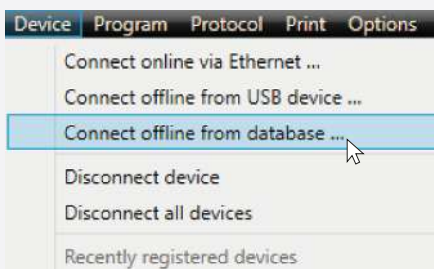 Device Program Protocol Print Options
Connect online via Ethernet ...
Connect offline from USB device ...
Connect offline from database ...
Disconnect device
Disconnect all devices
Recently registered devices